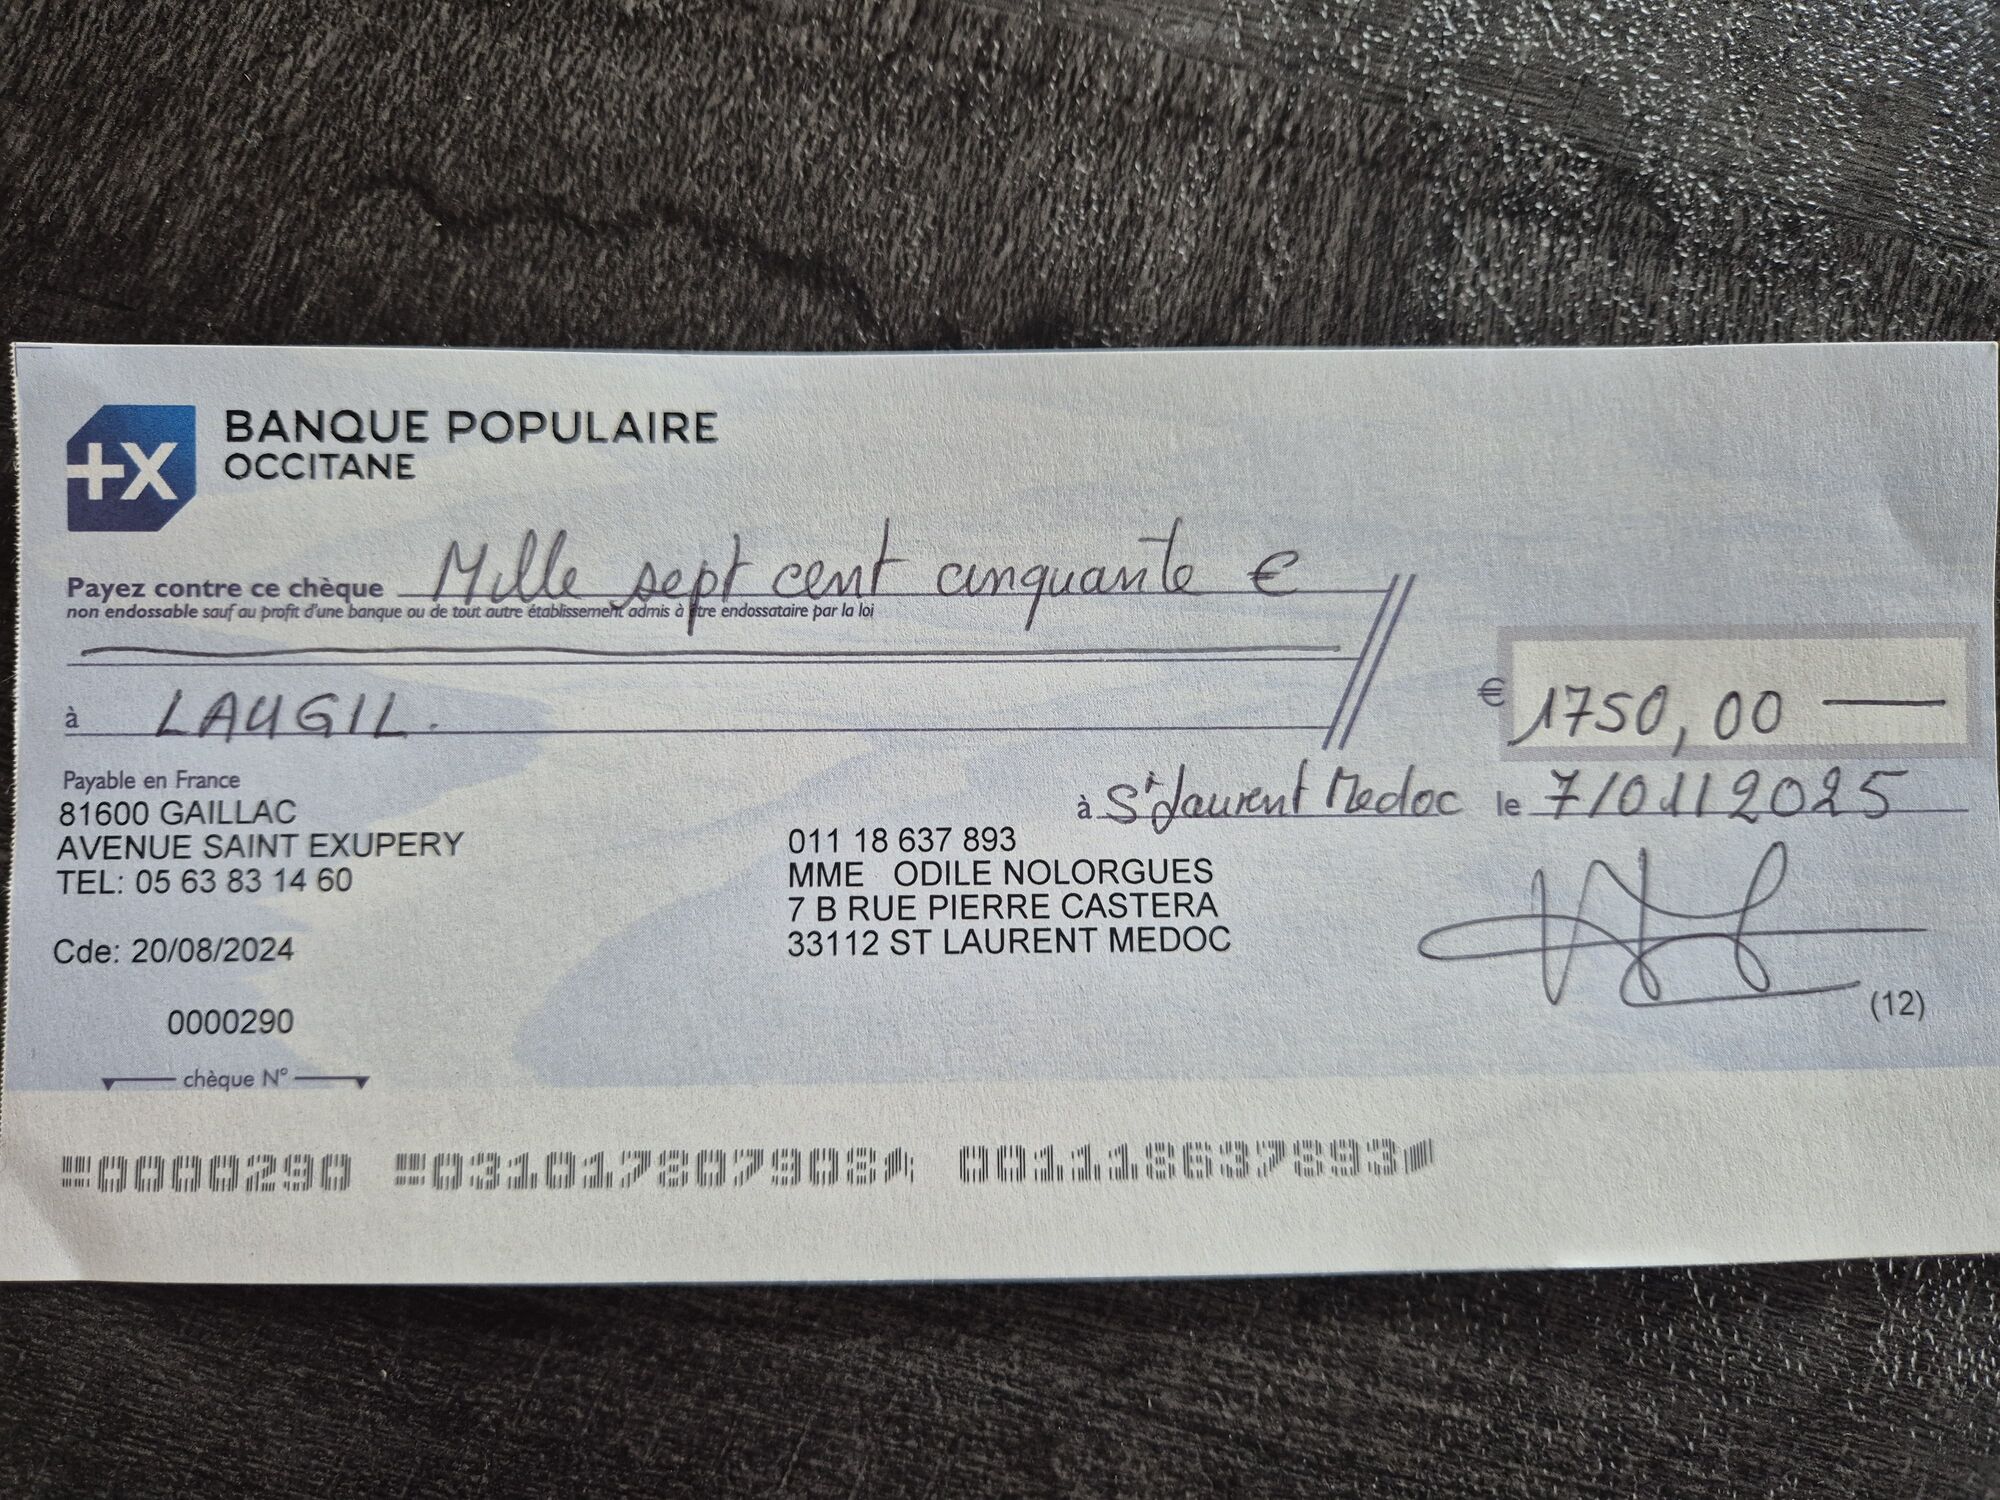 +X
BANQUE POPULAIRE
OCCITANE
Payez contre ce chèque Mille sept cent cinquante €
non endossable sauf au profit d'une banque ou de tout autre établissement admis à être endossataire par la loi
à LAUGIL.
€ 1750,00
Payable en France
81600 GAILLAC
AVENUE SAINT EXUPERY
TEL: 05 63 83 14 60
Cde: 20/08/2024
0000290
chèque N°
à St Laurent Medoc le 7/01/2025
011 18 637 893
MME ODILE NOLORGUES
7 B RUE PIERRE CASTERA
33112 ST LAURENT MEDOC
(12)
0000290 031017807908 001118637893